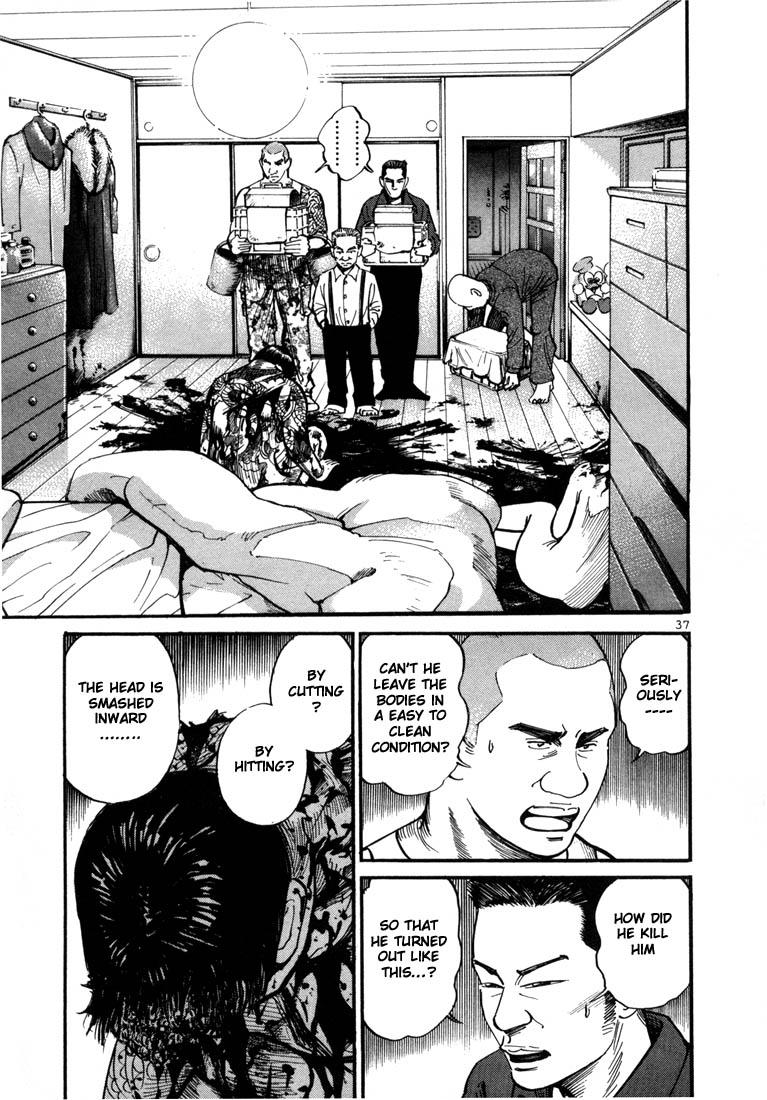 37
SERI-
OUSLY
----
CAN'T HE
LEAVE THE
BODIES IN
A EASY TO
CLEAN
CONDITION?
BY
CUTTING
?
BY
HITTING?
THE HEAD IS
SMASHED
INWARD
........
HOW DID
HE KILL
HIM
SO THAT
HE TURNED
OUT LIKE
THIS...?